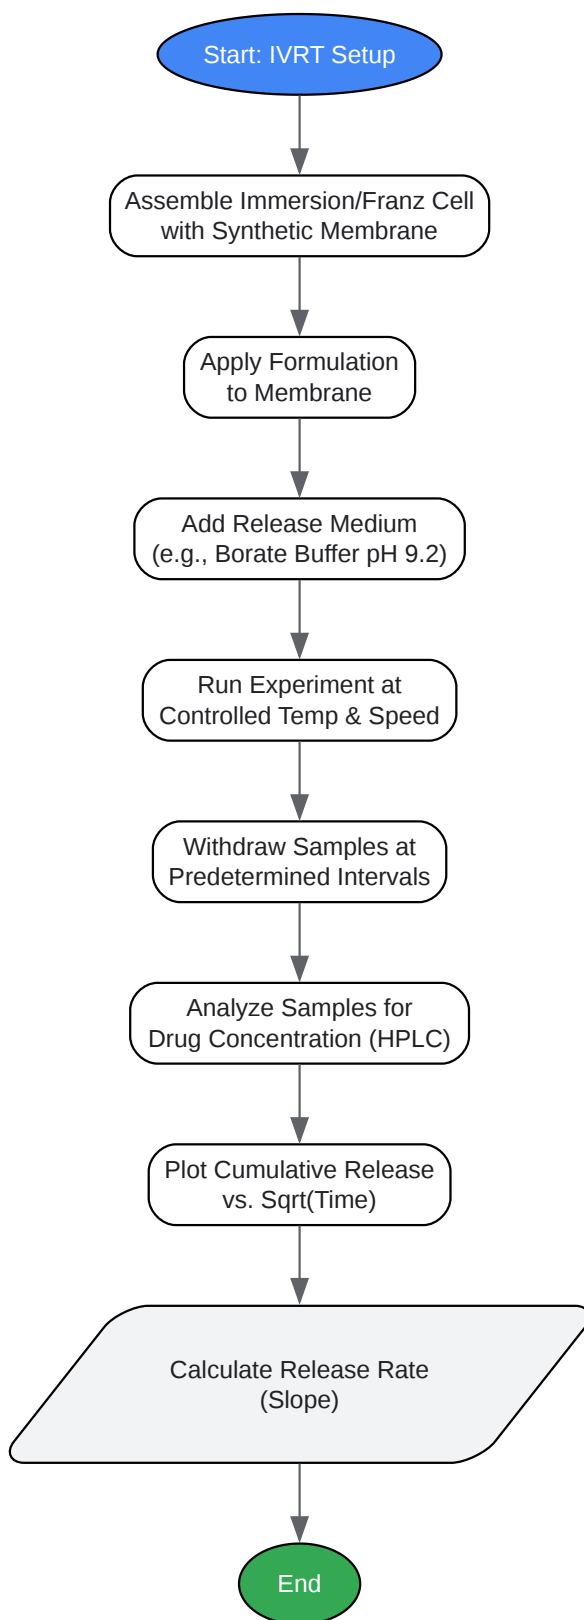 Start: IVRT Setup
Assemble Immersion/Franz Cell
with Synthetic Membrane
Apply Formulation
to Membrane
Add Release Medium
(e.g., Borate Buffer pH 9.2)
Run Experiment at
Controlled Temp & Speed
Withdraw Samples at
Predetermined Intervals
Analyze Samples for
Drug Concentration (HPLC)
Plot Cumulative Release
vs. Sqrt(Time)
Calculate Release Rate
(Slope)
End